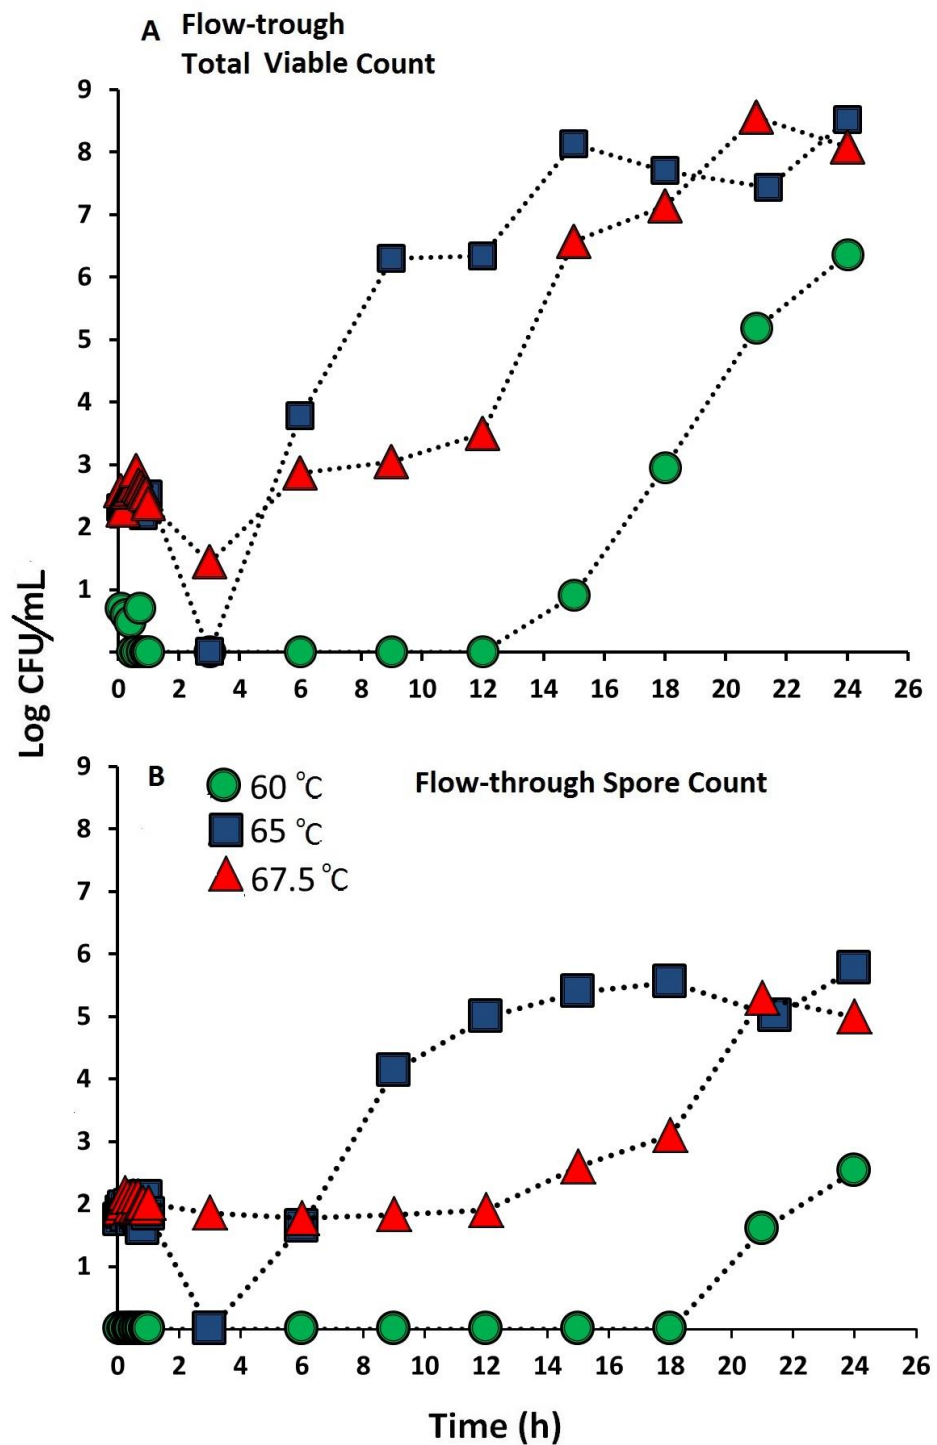 A Flow-trough
Total Viable Count
9
8
7
6
5
4
3
2
1
0 2 4 6 8 10 12 14 16 18 20 22 24 26
Log CFU/mL
B Flow-through Spore Count
60 °C
65 °C
67.5 °C
9
8
7
6
5
4
3
2
1
0 2 4 6 8 10 12 14 16 18 20 22 24 26
Time (h)